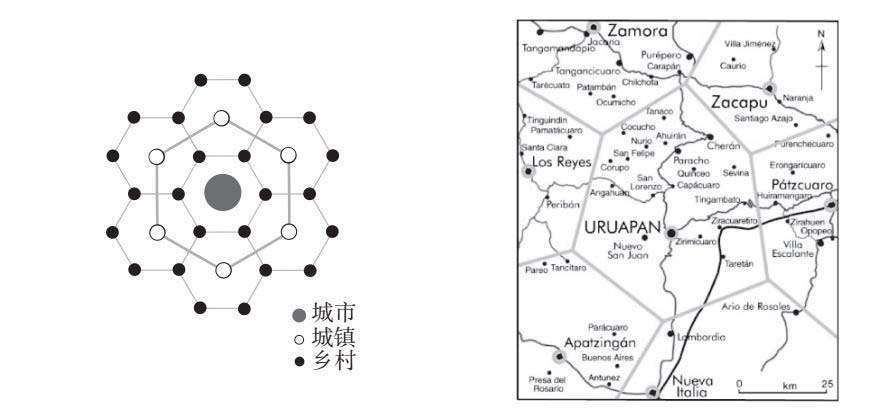 城市
城镇
乡村
Zamora
N
Jacona
Tangamandapio
Villa Jiménez
Purépero
Carapán
Caurio
Tangancícuaro
Tarécuato
Patambán
Chilchota
Ocumicho
Zacapu
Naranja
Tanaco
Santiago Azajo
Tinguindín
Pamatácuaro
Cocucho
Ahuirán
Nurio
Cherán
Purenchécuaro
Santa Clara
San Felipe
Los Reyes
Corupo
Paracho
Quinceo
Sevina
Erongarícuaro
San
Lorenzo
Capácuaro
Pátzcuaro
Angahuan
Huiramangaro
Tingambato
Peribán
URUAPAN
Ziracuaretiro
Zirahuen
Opopeo
Nuevo
San Juan
Zirimícuaro
Villa
Escalante
Pareo
Tancítaro
Taretán
Ario de Rosales
Parácuaro
Lombardia
Apatzingán
Buenos Aires
Presa del
Rosario
Antunez
Nueva
Italia
0
km
25